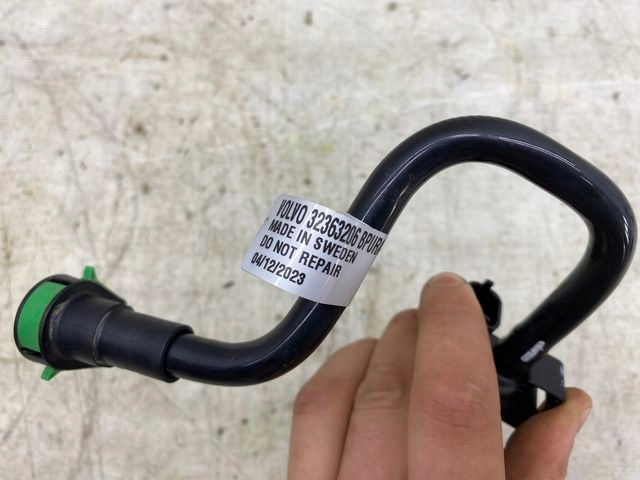 VOLVO 32363206
MADE IN SWEDEN
DO NOT REPAIR
04/12/2023